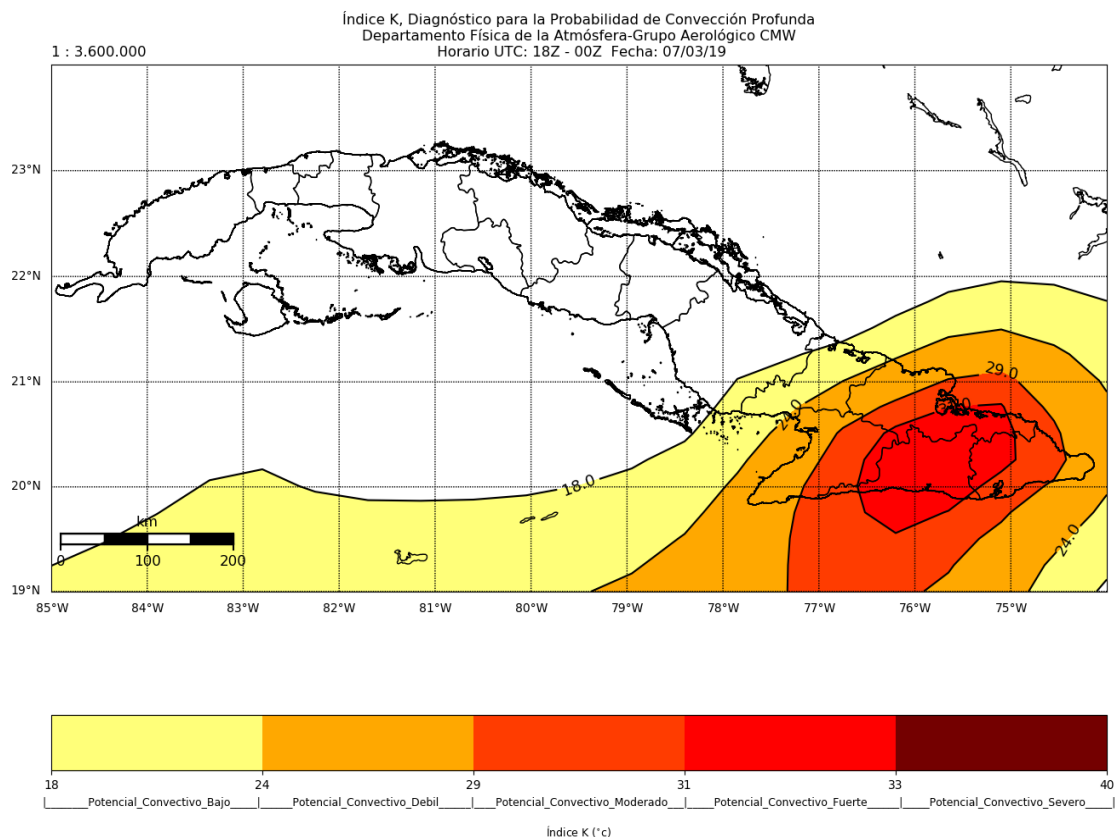 Índice K, Diagnóstico para la Probabilidad de Convección Profunda
Departamento Física de la Atmósfera-Grupo Aerológico CMW
1 : 3.600.000 Horario UTC: 18Z - 00Z Fecha: 07/03/19
23°N
22°N
21°N
20°N
19°N
29.0
24.0
18.0
24.0
km
0 100 200
85°W 84°W 83°W 82°W 81°W 80°W 79°W 78°W 77°W 76°W 75°W
18 24 29 31 33 40
|_______Potencial_Convectivo_Bajo_____|______Potencial_Convectivo_Debil______|____Potencial_Convectivo_Moderado___|_____Potencial_Convectivo_Fuerte______|_____Potencial_Convectivo_Severo_____|
Índice K (°c)